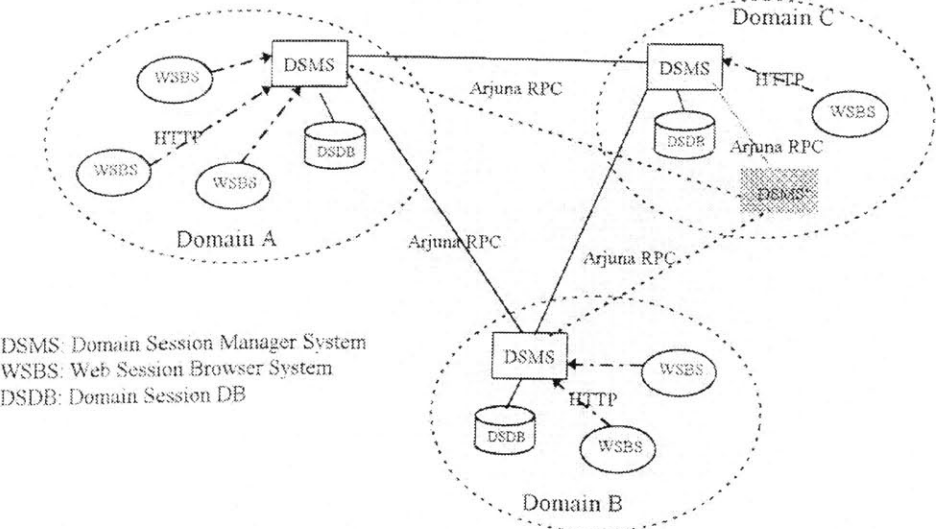 Domain C
DSMS
DSMS
WSBS
HTTP
WSBS
Arjuna RPC
HTTP
DSDB
DSDB
Arjuna RPC
WSBS
WSBS
DSMS*
Domain A
Arjuna RPC
Arjuna RPC
DSMS: Domain Session Manager System
WSBS: Web Session Browser System
DSDB: Domain Session DB
DSMS
WSBS
HTTP
DSDB
WSBS
Domain B